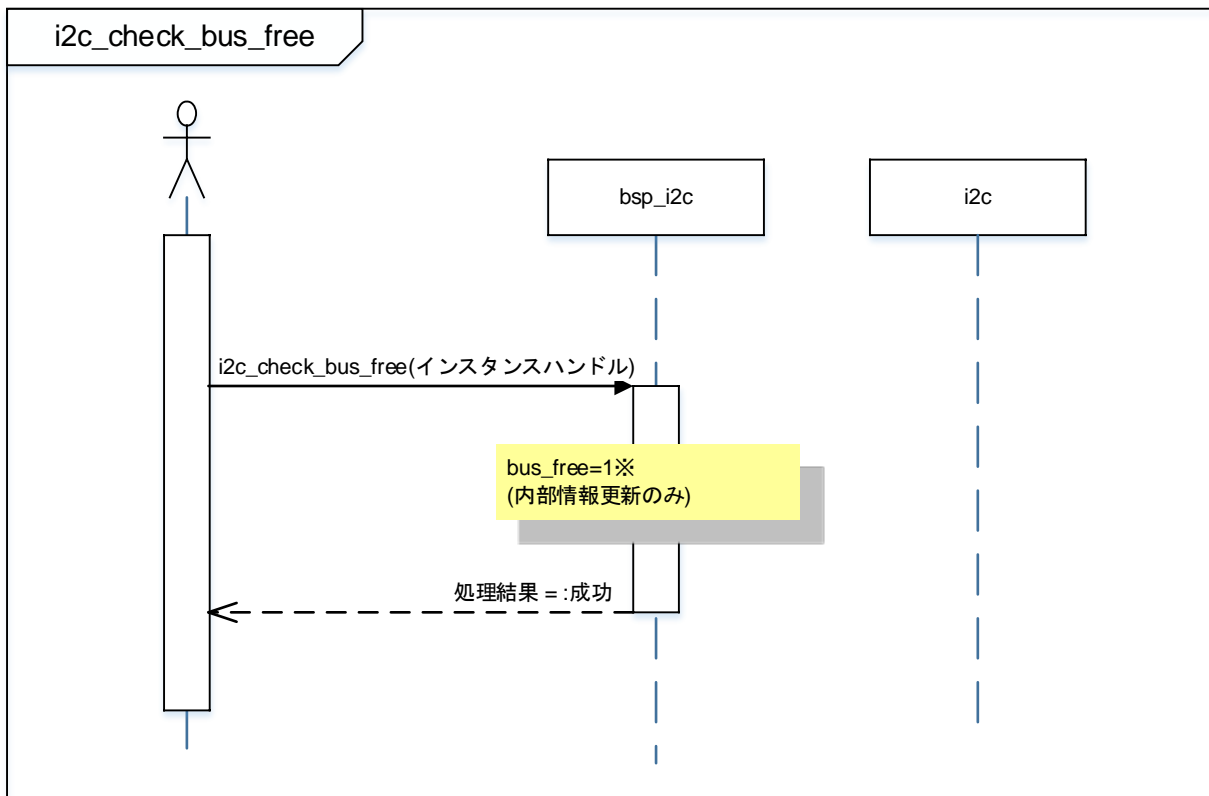 i2c_check_bus_free
bsp_i2c
i2c
i2c_check_bus_free(インスタンスハンドル)
bus_free=1※
(内部情報更新のみ)
処理結果 = :成功